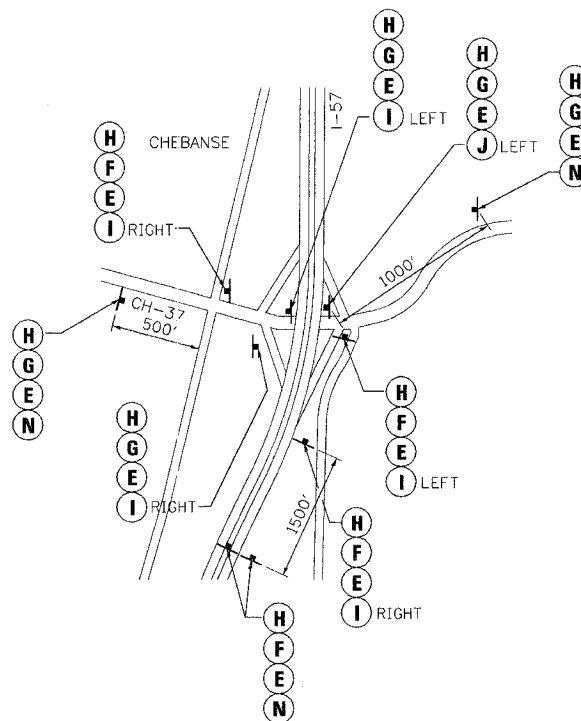 H
G
E
I LEFT
H
G
E
J LEFT
H
G
E
N
I-57
H
F
E
I RIGHT
CHEBANSE
1000'
CH-37
500'
H
G
E
N
H
G
E
I RIGHT
H
F
E
I LEFT
1500'
H
F
E
I RIGHT
H
F
E
N